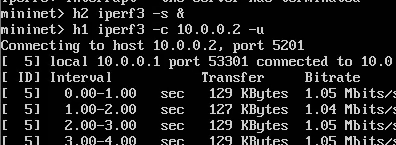 mininet> h2 iperf3 -s &
mininet> h1 iperf3 -c 10.0.0.2 -u
Connecting to host 10.0.0.2, port 5201
[  5] local 10.0.0.1 port 53301 connected to 10.0
[ ID] Interval           Transfer     Bitrate
[  5]   0.00-1.00   sec   129 KBytes  1.05 Mbits/s
[  5]   1.00-2.00   sec   127 KBytes  1.04 Mbits/s
[  5]   2.00-3.00   sec   129 KBytes  1.05 Mbits/s
[  5]   3.00-4.00   sec   129 KBytes  1.05 Mbits/s